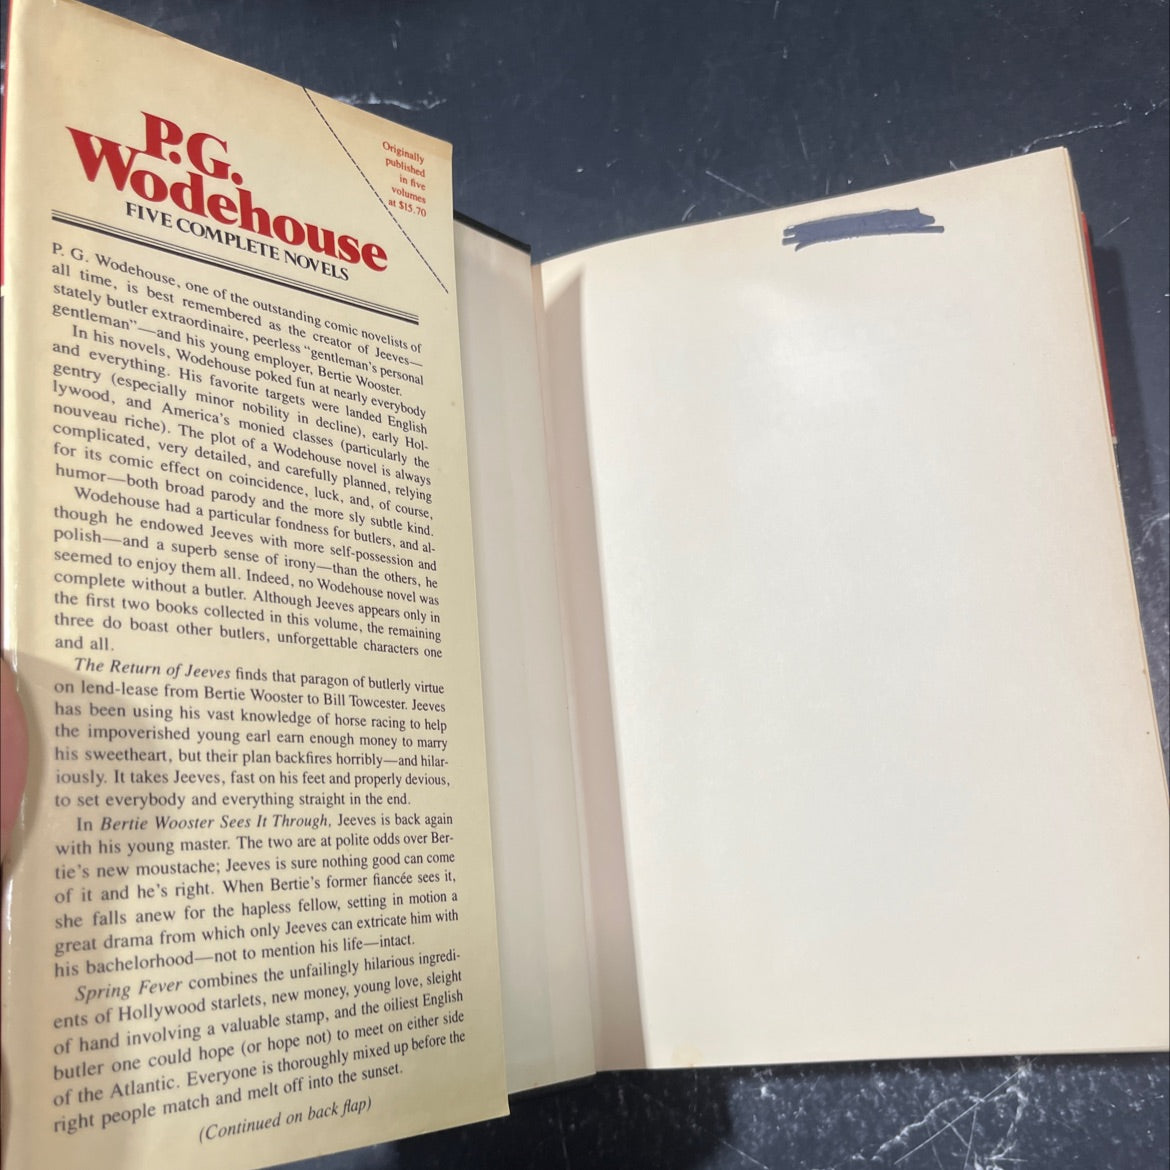 P.G.
Wodehouse
FIVE COMPLETE NOVELS
Originally
published
in five
volumes
at $15.70
P. G. Wodehouse, one of the outstanding comic novelists of
all time, is best remembered as the creator of Jeeves—
stately butler extraordinaire, peerless "gentleman's personal
gentleman"—and his young employer, Bertie Wooster.
In his novels, Wodehouse poked fun at nearly everybody
and everything. His favorite targets were landed English
gentry (especially minor nobility in decline), early Hol-
lywood, and America's monied classes (particularly the
nouveau riche). The plot of a Wodehouse novel is always
complicated, very detailed, and carefully planned, relying
for its comic effect on coincidence, luck, and, of course,
humor—both broad parody and the more sly subtle kind.
Wodehouse had a particular fondness for butlers, and al-
though he endowed Jeeves with more self-possession and
polish—and a superb sense of irony—than the others, he
seemed to enjoy them all. Indeed, no Wodehouse novel was
complete without a butler. Although Jeeves appears only in
the first two books collected in this volume, the remaining
three do boast other butlers, unforgettable characters one
and all.
The Return of Jeeves finds that paragon of butlerly virtue
on lend-lease from Bertie Wooster to Bill Towcester. Jeeves
has been using his vast knowledge of horse racing to help
the impoverished young earl earn enough money to marry
his sweetheart, but their plan backfires horribly—and hilar-
iously. It takes Jeeves, fast on his feet and properly devious,
to set everybody and everything straight in the end.
In Bertie Wooster Sees It Through, Jeeves is back again
with his young master. The two are at polite odds over Ber-
tie's new moustache; Jeeves is sure nothing good can come
of it and he's right. When Bertie's former fiancée sees it,
she falls anew for the hapless fellow, setting in motion a
great drama from which only Jeeves can extricate him with
his bachelorhood—not to mention his life—intact.
Spring Fever combines the unfailingly hilarious ingredi-
ents of Hollywood starlets, new money, young love, sleight
of hand involving a valuable stamp, and the oiliest English
butler one could hope (or hope not) to meet on either side
of the Atlantic. Everyone is thoroughly mixed up before the
right people match and melt off into the sunset.
(Continued on back flap)